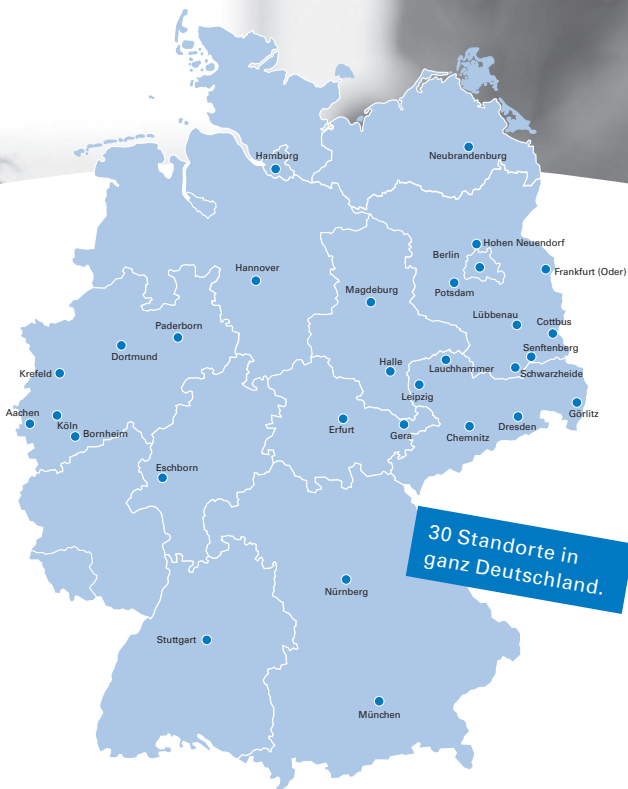 Hamburg
Neubrandenburg
Hohen Neuendorf
Berlin
Hannover
Frankfurt (Oder)
Magdeburg
Potsdam
Lübbenau
Cottbus
Paderborn
Senftenberg
Dortmund
Halle
Lauchhammer
Krefeld
Schwarzheide
Leipzig
Aachen
Görlitz
Köln
Bornheim
Erfurt
Gera
Chemnitz
Dresden
Eschborn
30 Standorte in
ganz Deutschland.
Nürnberg
Stuttgart
München